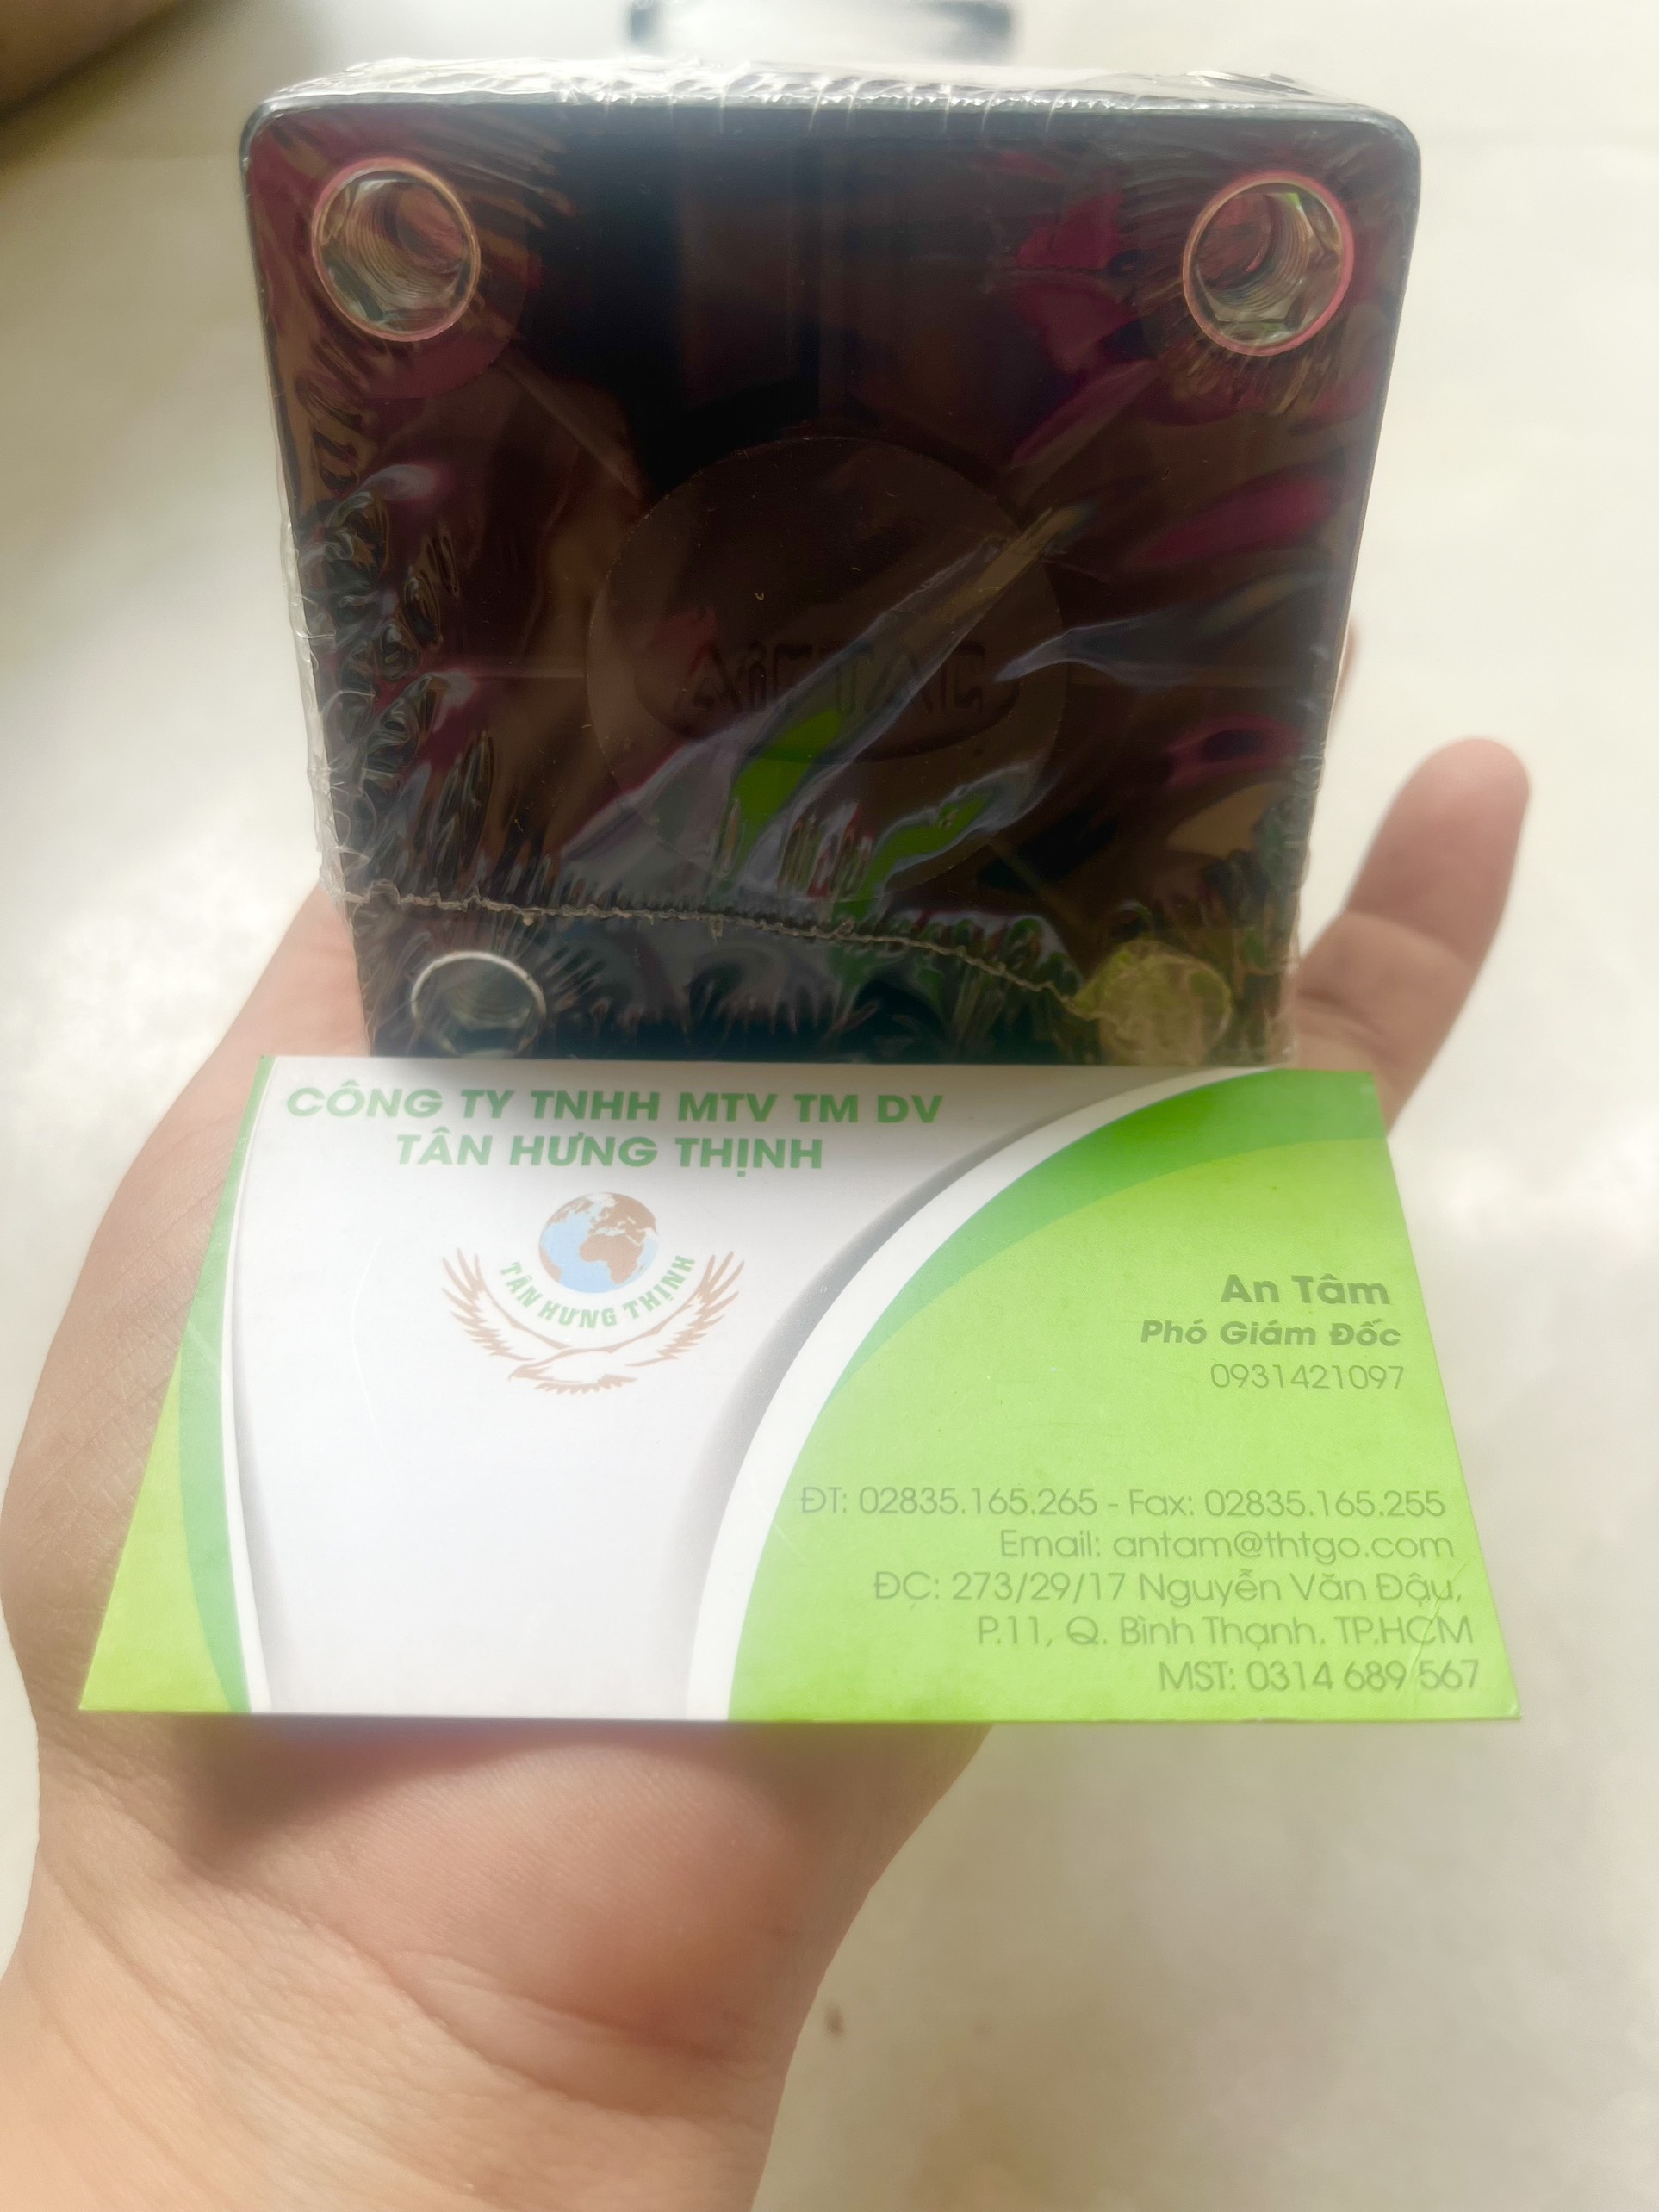 AiRTAC
CÔNG TY TNHH MTV TM DV
TÂN HƯNG THỊNH
TÂN HƯNG THỊNH
An Tâm
Phó Giám Đốc
0931421097
ĐT: 02835.165.265 - Fax: 02835.165.255
Email: antam@thtgo.com
ĐC: 273/29/17 Nguyễn Văn Đậu,
P.11, Q. Bình Thạnh. TP.HCM
MST: 0314 689 567